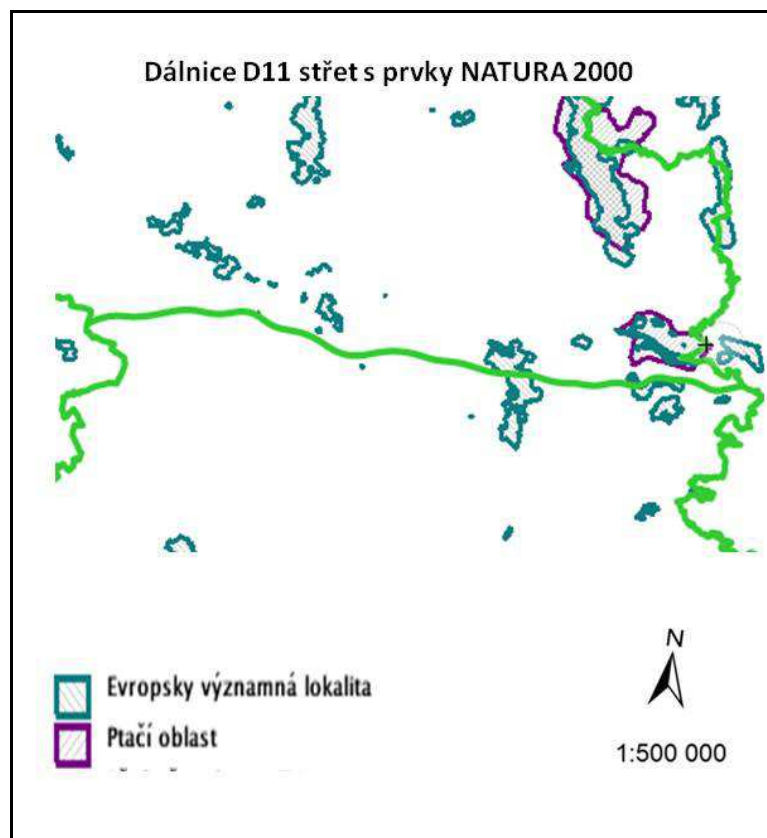 Dálnice D11 střet s prvky NATURA 2000
N
Evropsky významná lokalita
Ptačí oblast
1:500 000